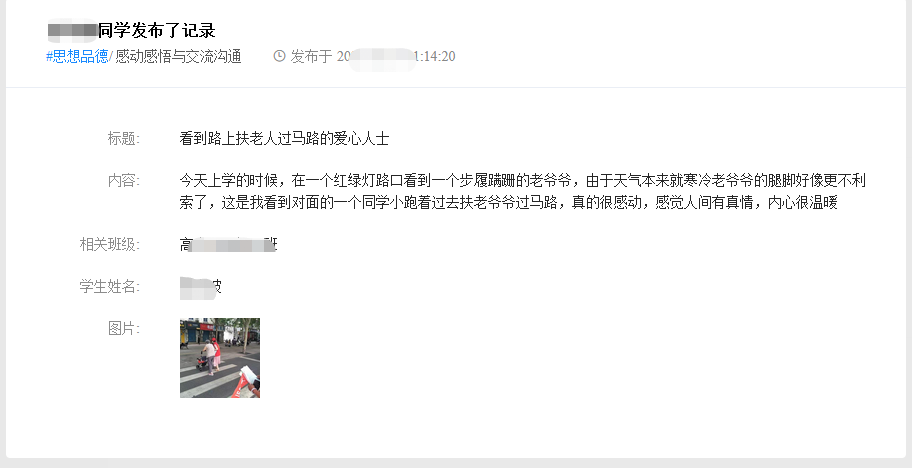 同学发布了记录
#思想品德/ 感动感悟与交流沟通 发布于 20 1:14:20
标题: 看到路上扶老人过马路的爱心人士
内容: 今天上学的时候，在一个红绿灯路口看到一个步履蹒跚的老爷爷，由于天气本来就寒冷老爷爷的腿脚好像更不利
索了，这是我看到对面的一个同学小跑着过去扶老爷爷过马路，真的很感动，感觉人间有真情，内心很温暖
相关班级: 高 班
学生姓名:
图片: